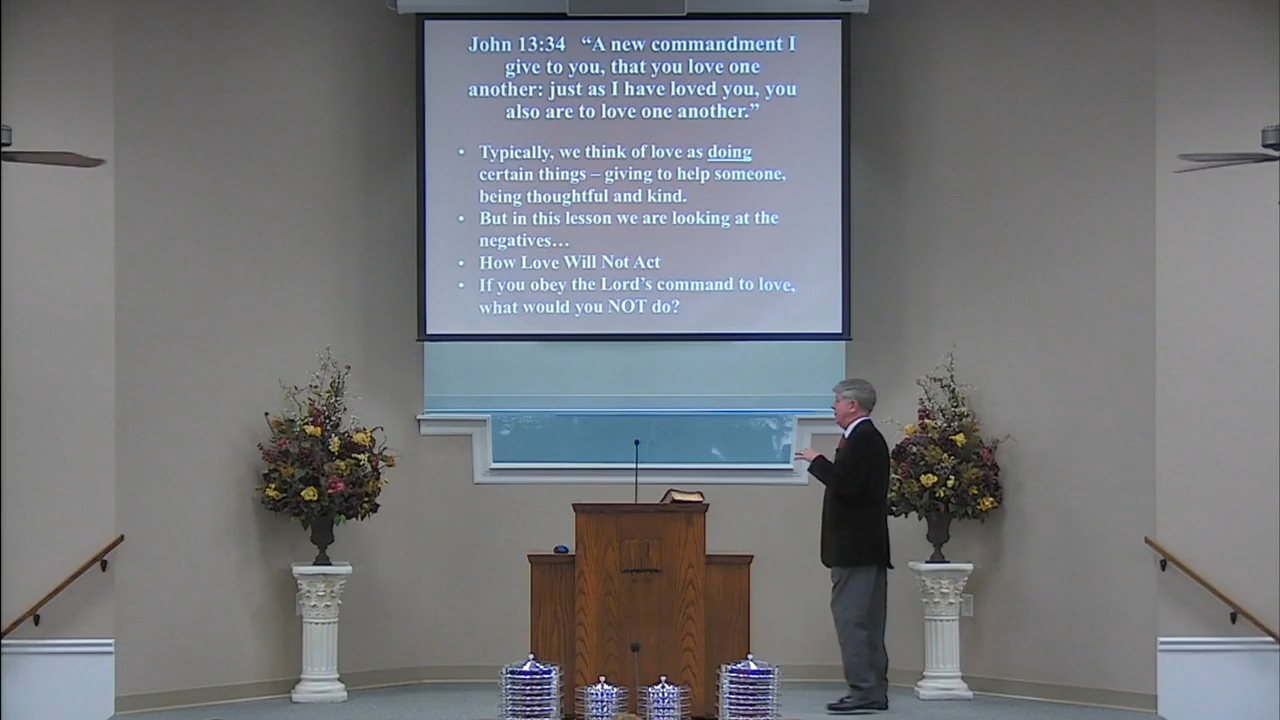 John 13:34 “A new commandment I
give to you, that you love one
another: just as I have loved you, you
also are to love one another.”
• Typically, we think of love as doing
certain things – giving to help someone,
being thoughtful and kind.
• But in this lesson we are looking at the
negatives…
• How Love Will Not Act
• If you obey the Lord’s command to love,
what would you NOT do?